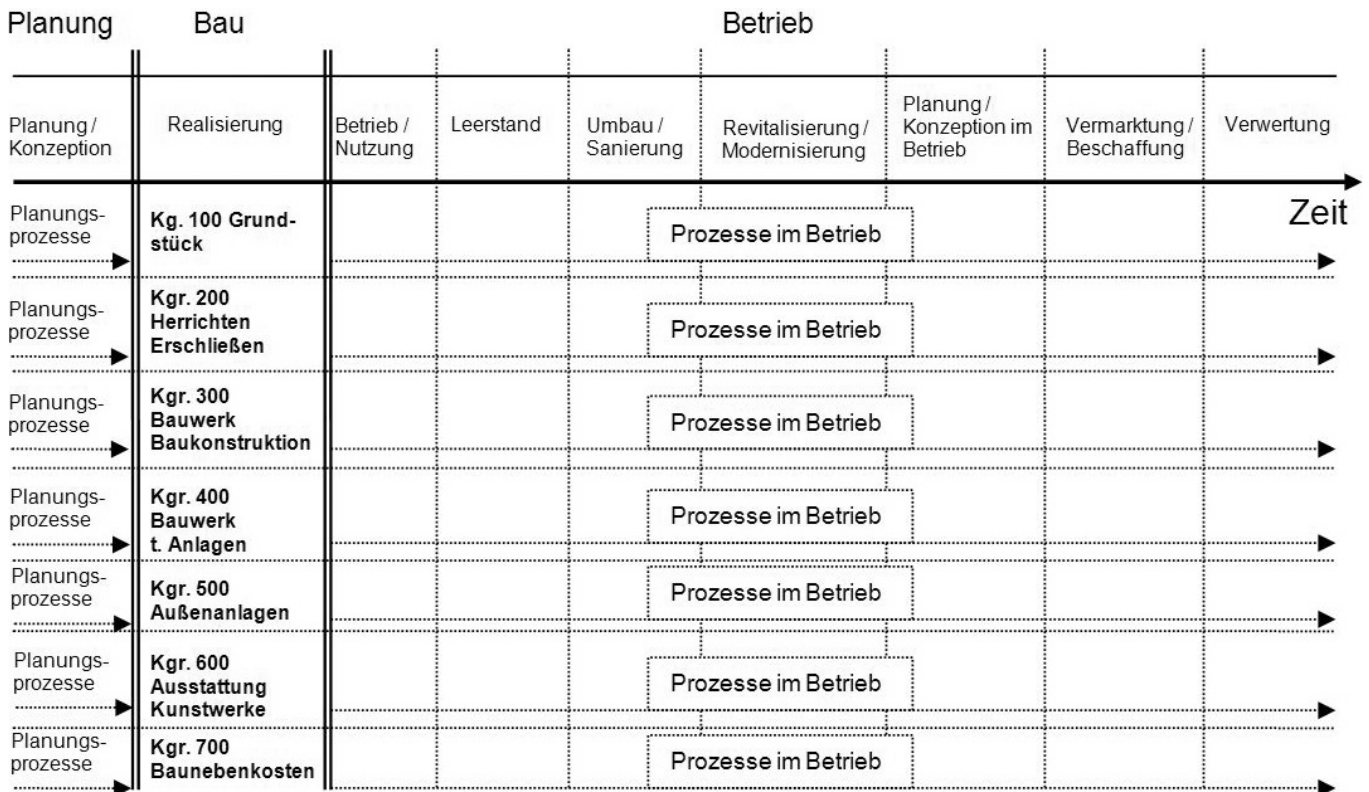 Planung
Bau
Betrieb
Planung /
Konzeption
Realisierung
Betrieb /
Nutzung
Leerstand
Umbau /
Sanierung
Revitalisierung /
Modernisierung
Planung /
Konzeption im
Betrieb
Vermarktung /
Beschaffung
Verwertung
Zeit
Planungs-
prozesse
Kg. 100 Grund-
stück
Prozesse im Betrieb
Planungs-
prozesse
Kgr. 200
Herrichten
Erschließen
Prozesse im Betrieb
Planungs-
prozesse
Kgr. 300
Bauwerk
Baukonstruktion
Prozesse im Betrieb
Planungs-
prozesse
Kgr. 400
Bauwerk
t. Anlagen
Prozesse im Betrieb
Planungs-
prozesse
Kgr. 500
Außenanlagen
Prozesse im Betrieb
Planungs-
prozesse
Kgr. 600
Ausstattung
Kunstwerke
Prozesse im Betrieb
Planungs-
prozesse
Kgr. 700
Baunebenkosten
Prozesse im Betrieb